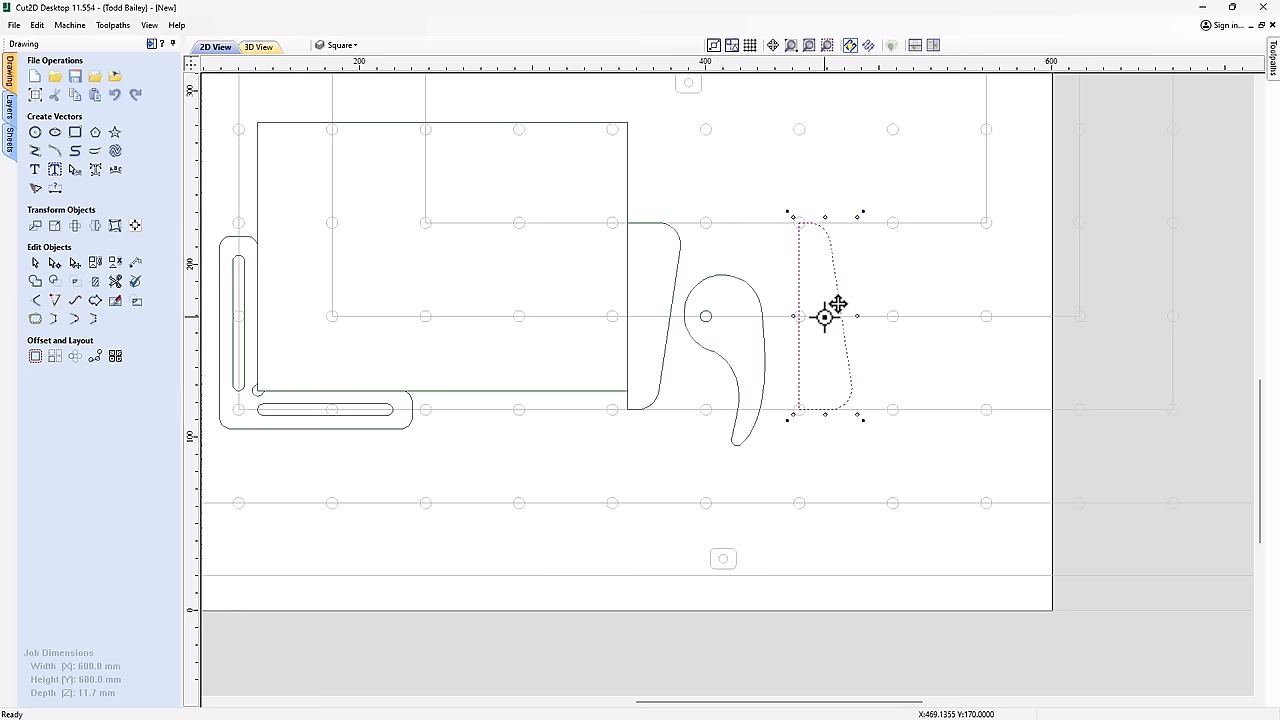 Cut2D Desktop 11.554 - {Todd Bailey} - [New]
File Edit Machine Toolpaths View Help
Sign in...
Drawing
2D View 3D View Square
200 400 600
300
200
100
0
Drawing
Layers
Sheets
Toolpaths
File Operations
Create Vectors
Transform Objects
Edit Objects
Offset and Layout
Job Dimensions
Width (X): 600.0 mm
Height (Y): 600.0 mm
Depth (Z): 11.7 mm
Ready
X:469.1355 Y:170.0000